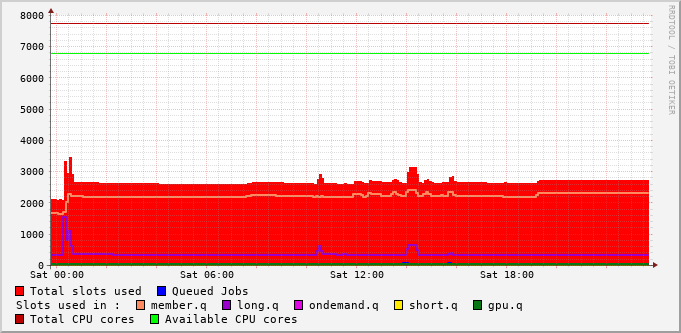 8000
7000
6000
5000
4000
3000
2000
1000
0
Sat 00:00 Sat 06:00 Sat 12:00 Sat 18:00
RRDTOOL / TOBI OETIKER
Total slots used Queued Jobs
Slots used in : member.q long.q ondemand.q short.q gpu.q
Total CPU cores Available CPU cores